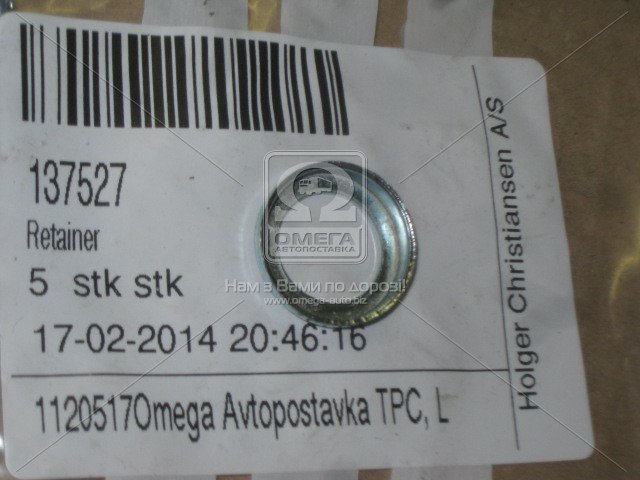 137527
Retainer
5 stk stk
17-02-2014 20:46:16
1120517Omega Avtopostavka TPC, L
Holger Christiansen A/S
ОМЕГА
АВТОПОСТАВКА
Нам з Вами по дорозі!
www.omega-auto.biz